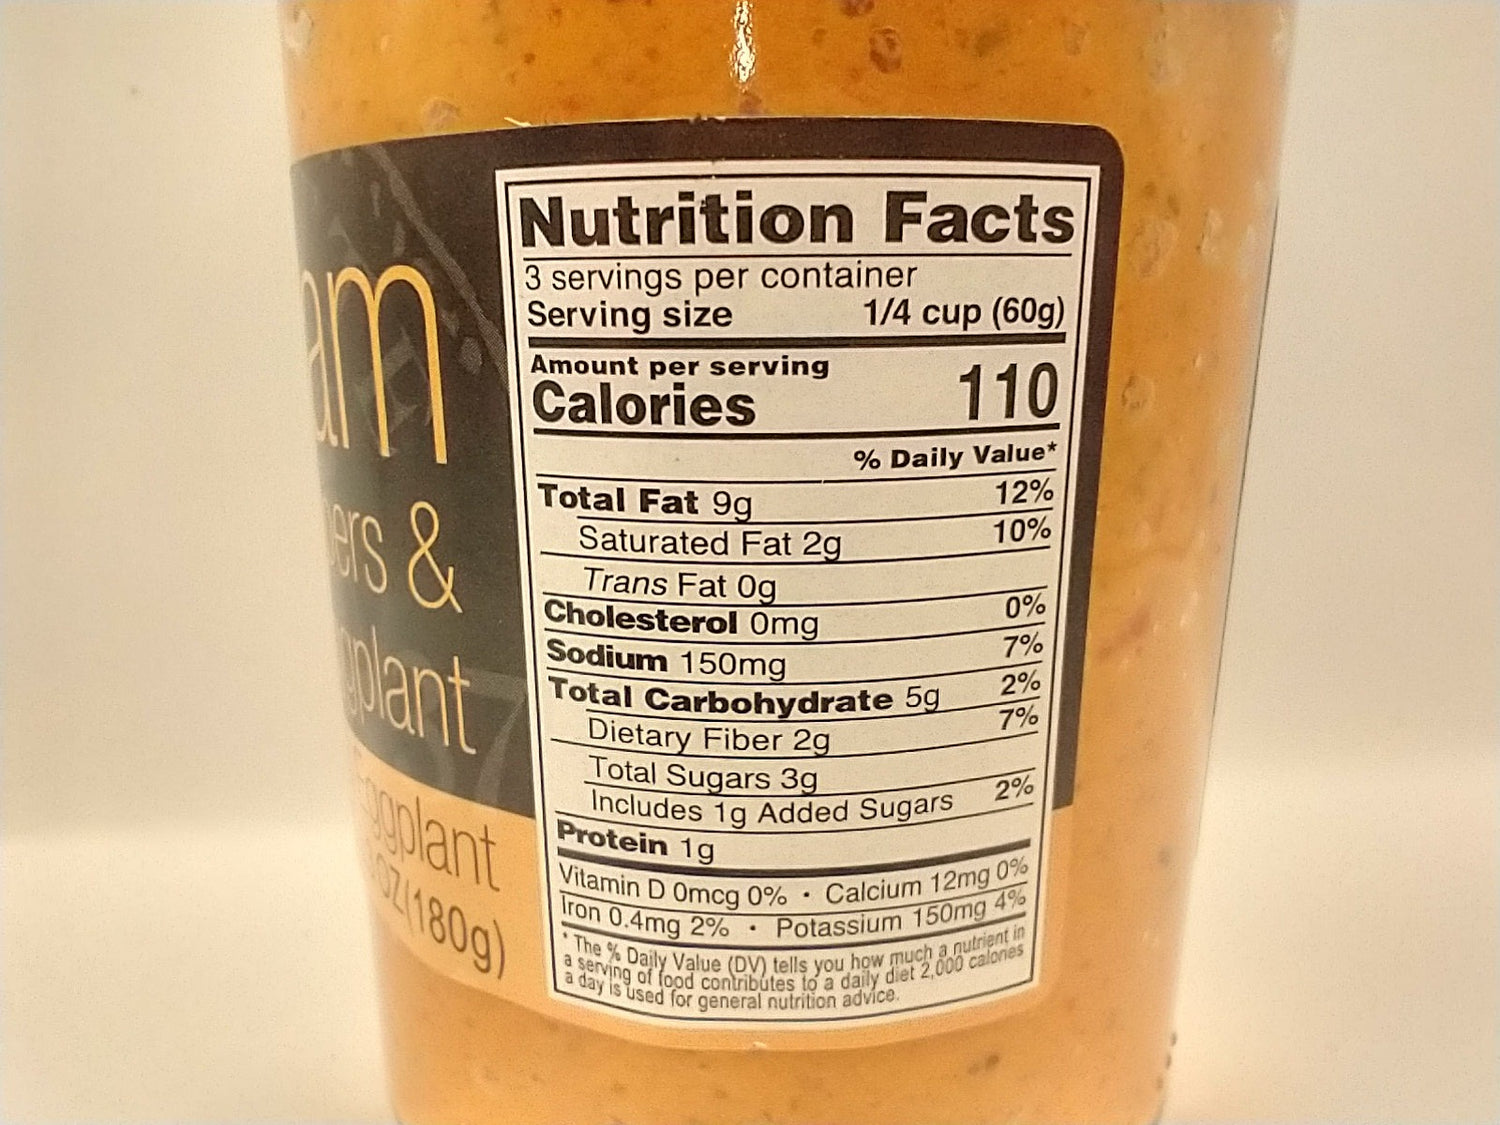 &
Nutrition Facts
3 servings per container
Serving size 1/4 cup (60g)
Amount per serving
Calories 110
% Daily Value*
Total Fat 9g 12%
Saturated Fat 2g 10%
Trans Fat 0g
Cholesterol 0mg 0%
Sodium 150mg 7%
Total Carbohydrate 5g 2%
Dietary Fiber 2g 7%
Total Sugars 3g
Includes 1g Added Sugars 2%
Protein 1g
Vitamin D 0mcg 0% • Calcium 12mg 0%
Iron 0.4mg 2% • Potassium 150mg 4%
* The % Daily Value (DV) tells you how much a nutrient in
a serving of food contributes to a daily diet 2,000 calories
a day is used for general nutrition advice.
Eggplant
OZ(180g)